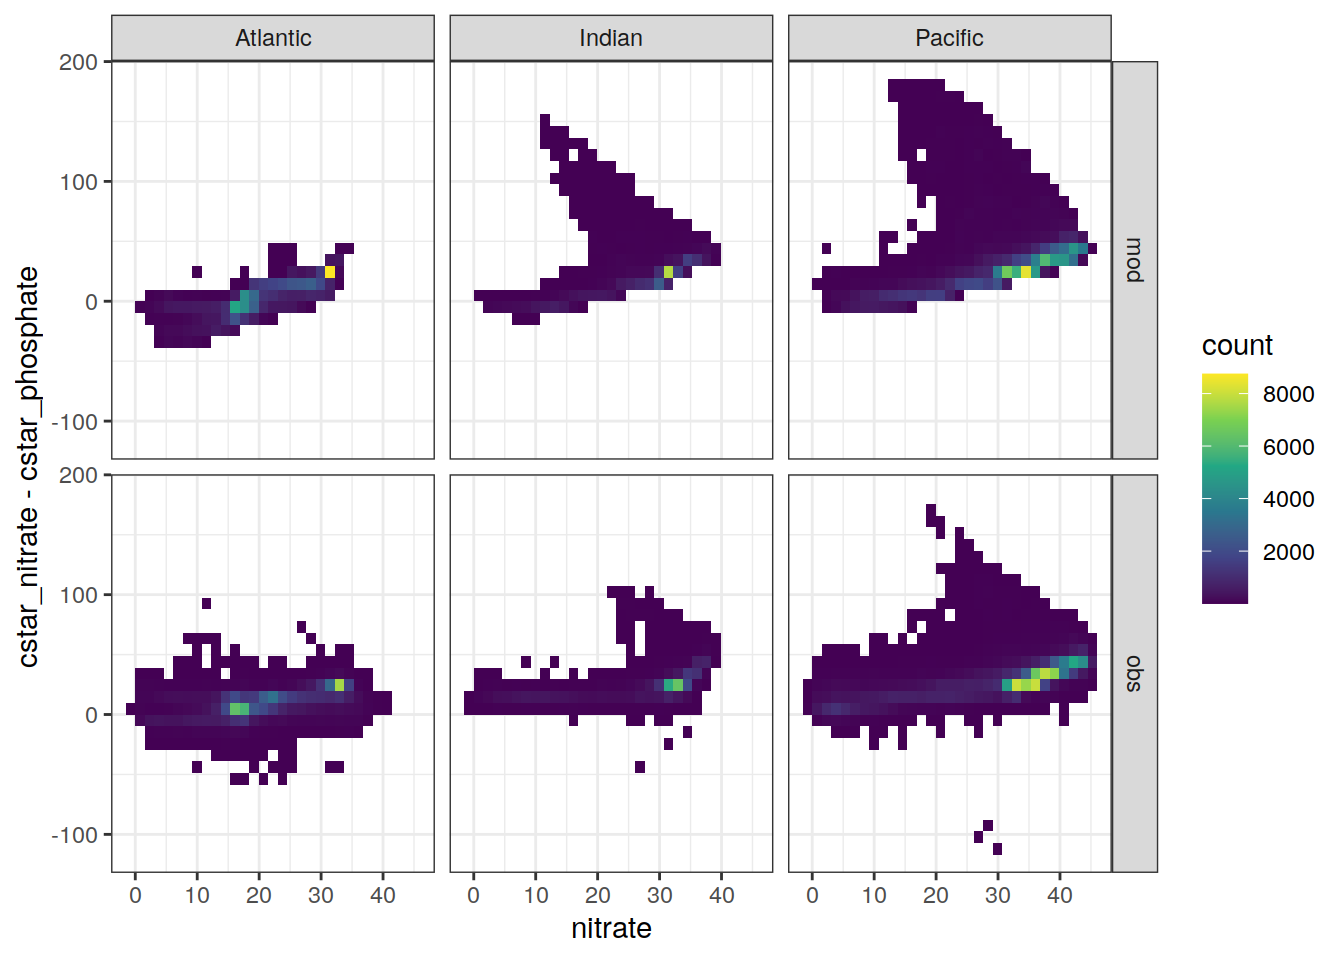 Atlantic Indian Pacific
200
100
0
-100
mod
200
100
0
-100
obs
0 10 20 30 40 0 10 20 30 40 0 10 20 30 40
nitrate
cstar_nitrate - cstar_phosphate
count
8000
6000
4000
2000